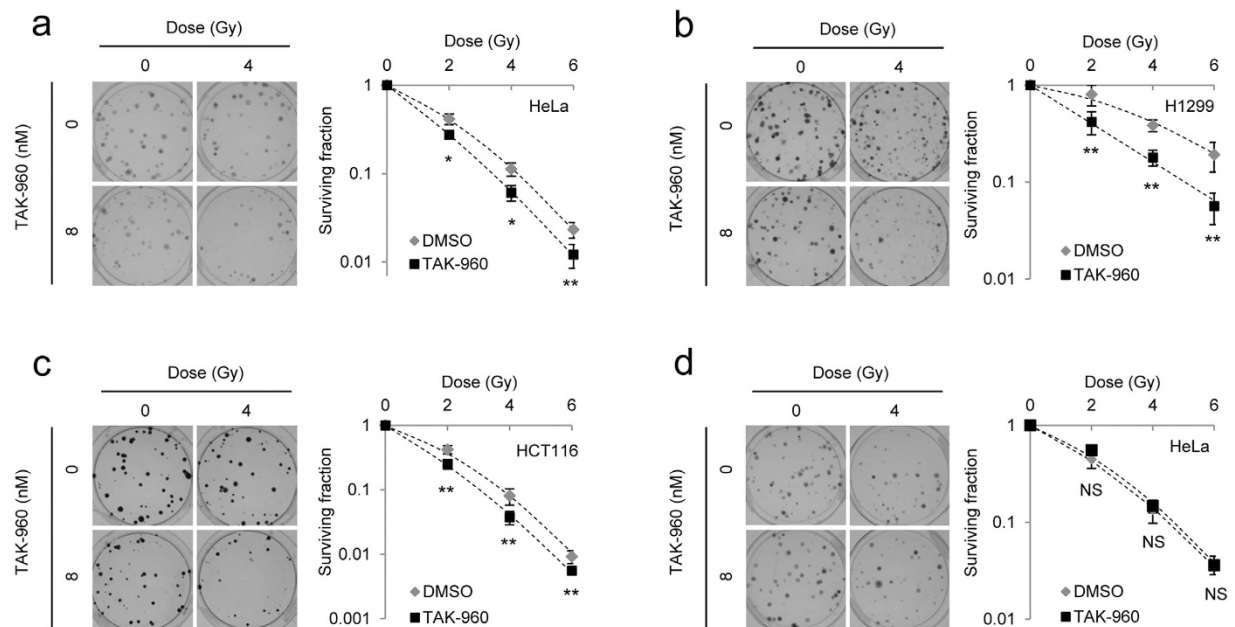 a
Dose (Gy)
0 4
TAK-960 (nM)
0
8
Dose (Gy)
0 2 4 6
Surviving fraction
1
0.1
0.01
HeLa
* * **
DMSO
TAK-960
b
Dose (Gy)
0 4
TAK-960 (nM)
0
8
Dose (Gy)
0 2 4 6
Surviving fraction
1
0.1
0.01
H1299
** ** **
DMSO
TAK-960
c
Dose (Gy)
0 4
TAK-960 (nM)
0
8
Dose (Gy)
0 2 4 6
Surviving fraction
1
0.1
0.01
0.001
HCT116
** ** **
DMSO
TAK-960
d
Dose (Gy)
0 4
TAK-960 (nM)
0
8
Dose (Gy)
0 2 4 6
Surviving fraction
1
0.1
0.01
HeLa
NS NS NS
DMSO
TAK-960